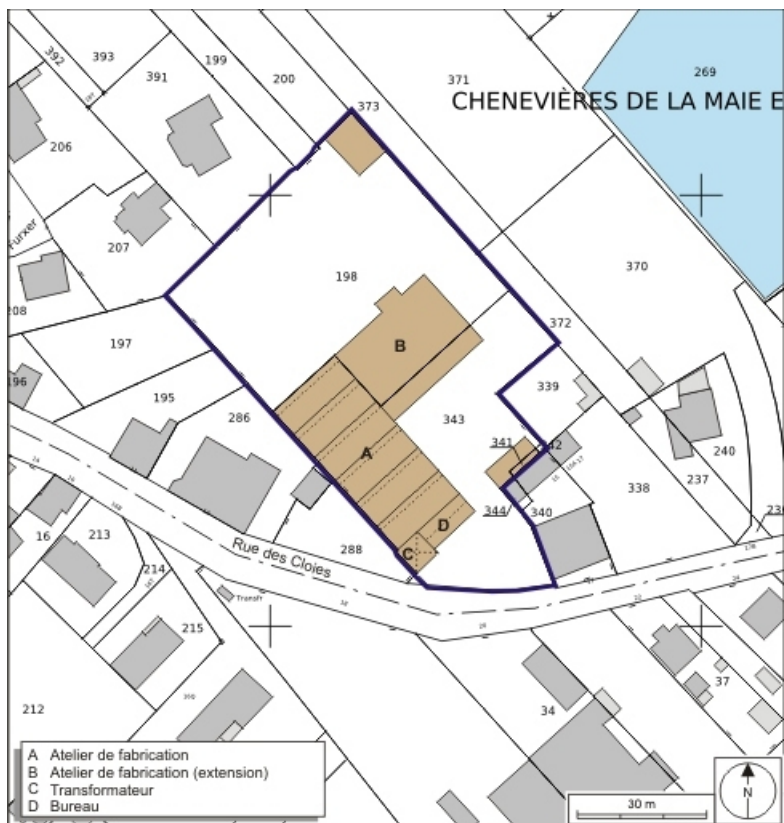 392
393
199
391
200
371
269
373
CHENEVIÈRES DE LA MAIE E
206
207
Furxer
198
370
208
197
372
B
196
195
339
286
343
240
A
341
342
237
338
D
344
340
Rue des Cloies
C
288
16
213
214
Transf
215
37
212
34
A Atelier de fabrication
B Atelier de fabrication (extension)
C Transformateur
D Bureau
30 m
N